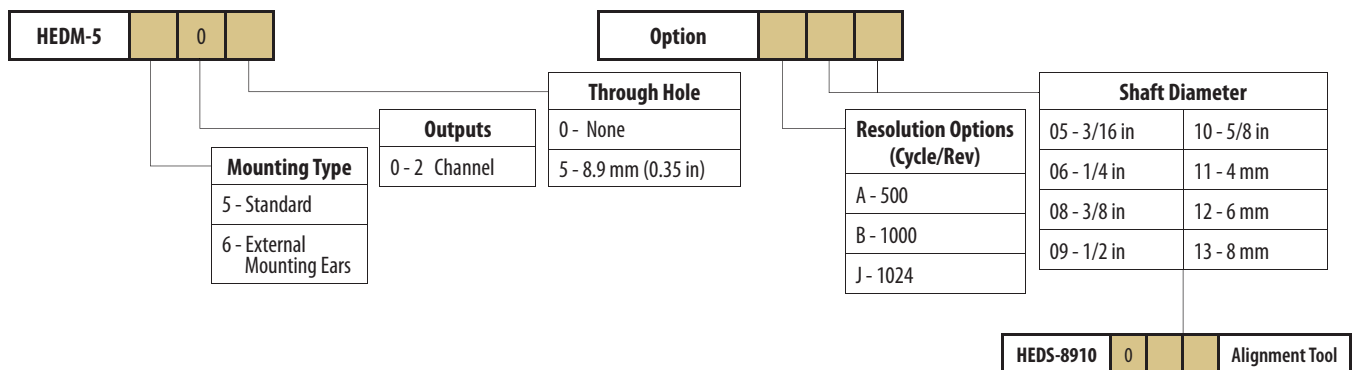 HEDM-5 0
Option
Through Hole
0 - None
5 - 8.9 mm (0.35 in)
Outputs
0 - 2 Channel
Mounting Type
5 - Standard
6 - External
Mounting Ears
Resolution Options
(Cycle/Rev)
A - 500
B - 1000
J - 1024
Shaft Diameter
05 - 3/16 in 10 - 5/8 in
06 - 1/4 in 11 - 4 mm
08 - 3/8 in 12 - 6 mm
09 - 1/2 in 13 - 8 mm
HEDS-8910 0 Alignment Tool